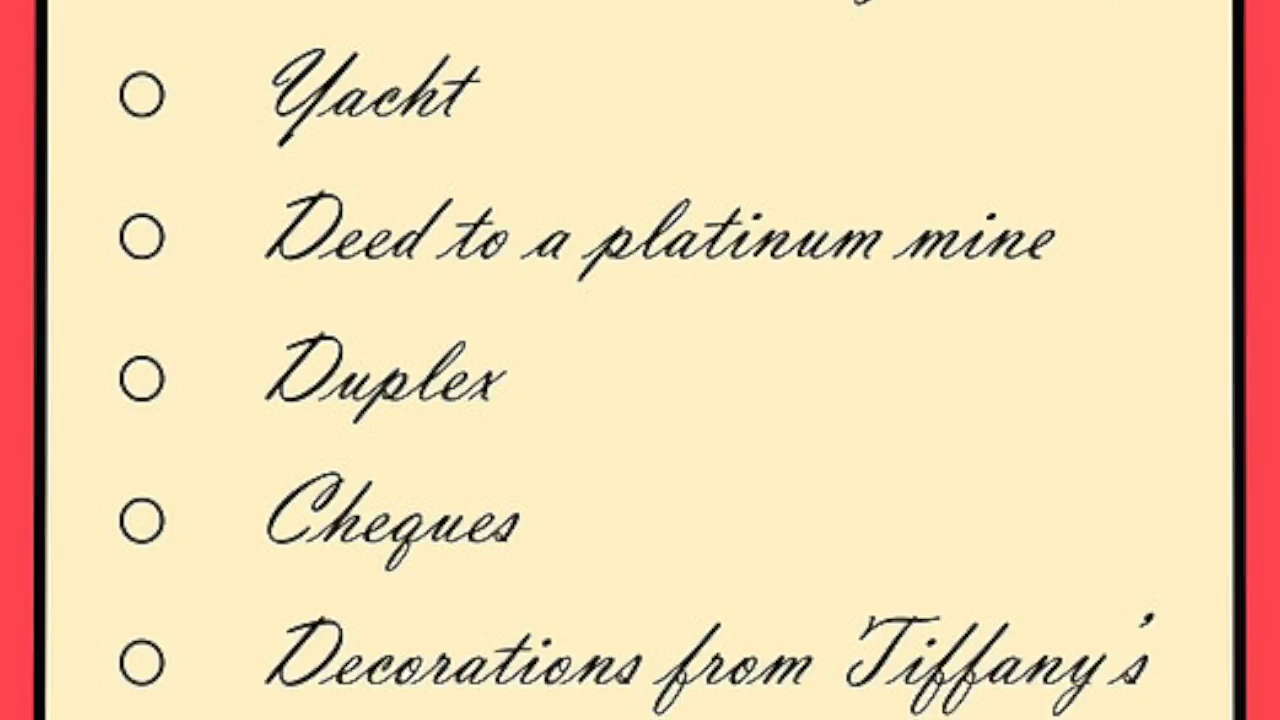 Yacht
Deed to a platinum mine
Duplex
Cheques
Decorations from Tiffany's